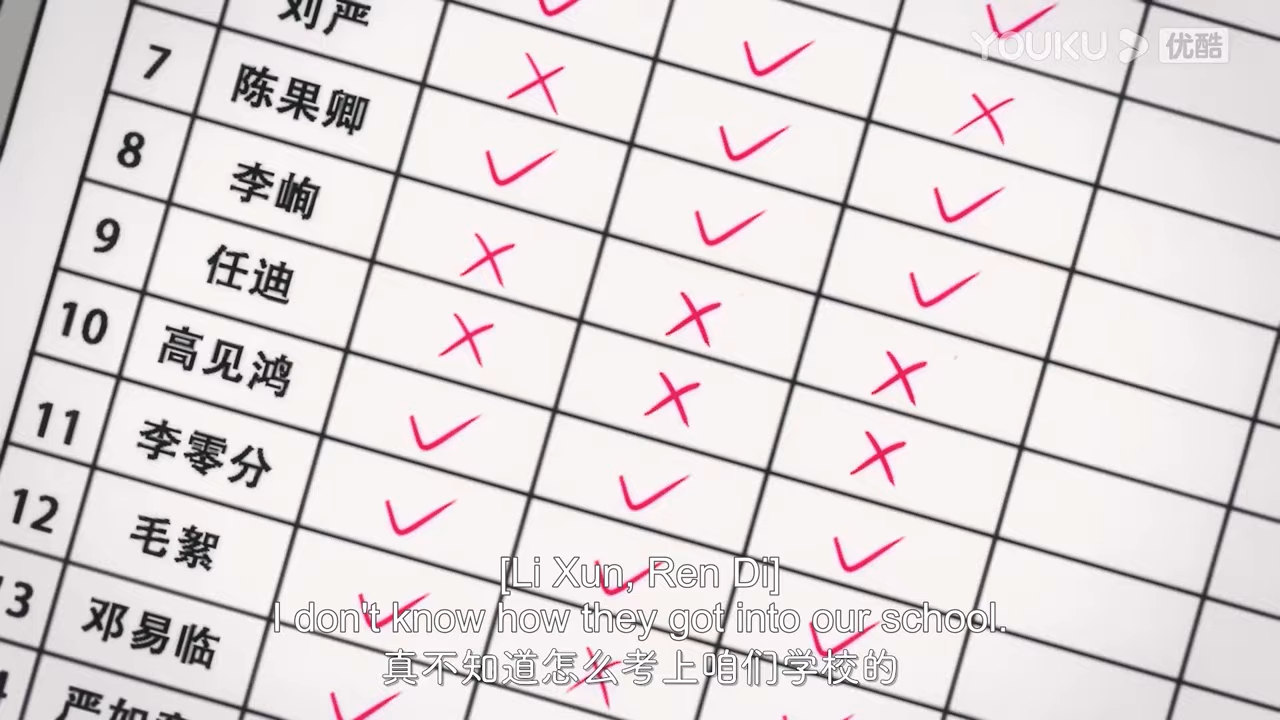 刘严
YOUKU 优酷
7 陈果卿
8 李峋
9 任迪
10 高见鸿
11 李零分
12 毛絮
13 邓易临
严如
[Li Xun, Ren Di]
I don't know how they got into our school.
真不知道怎么考上咱们学校的